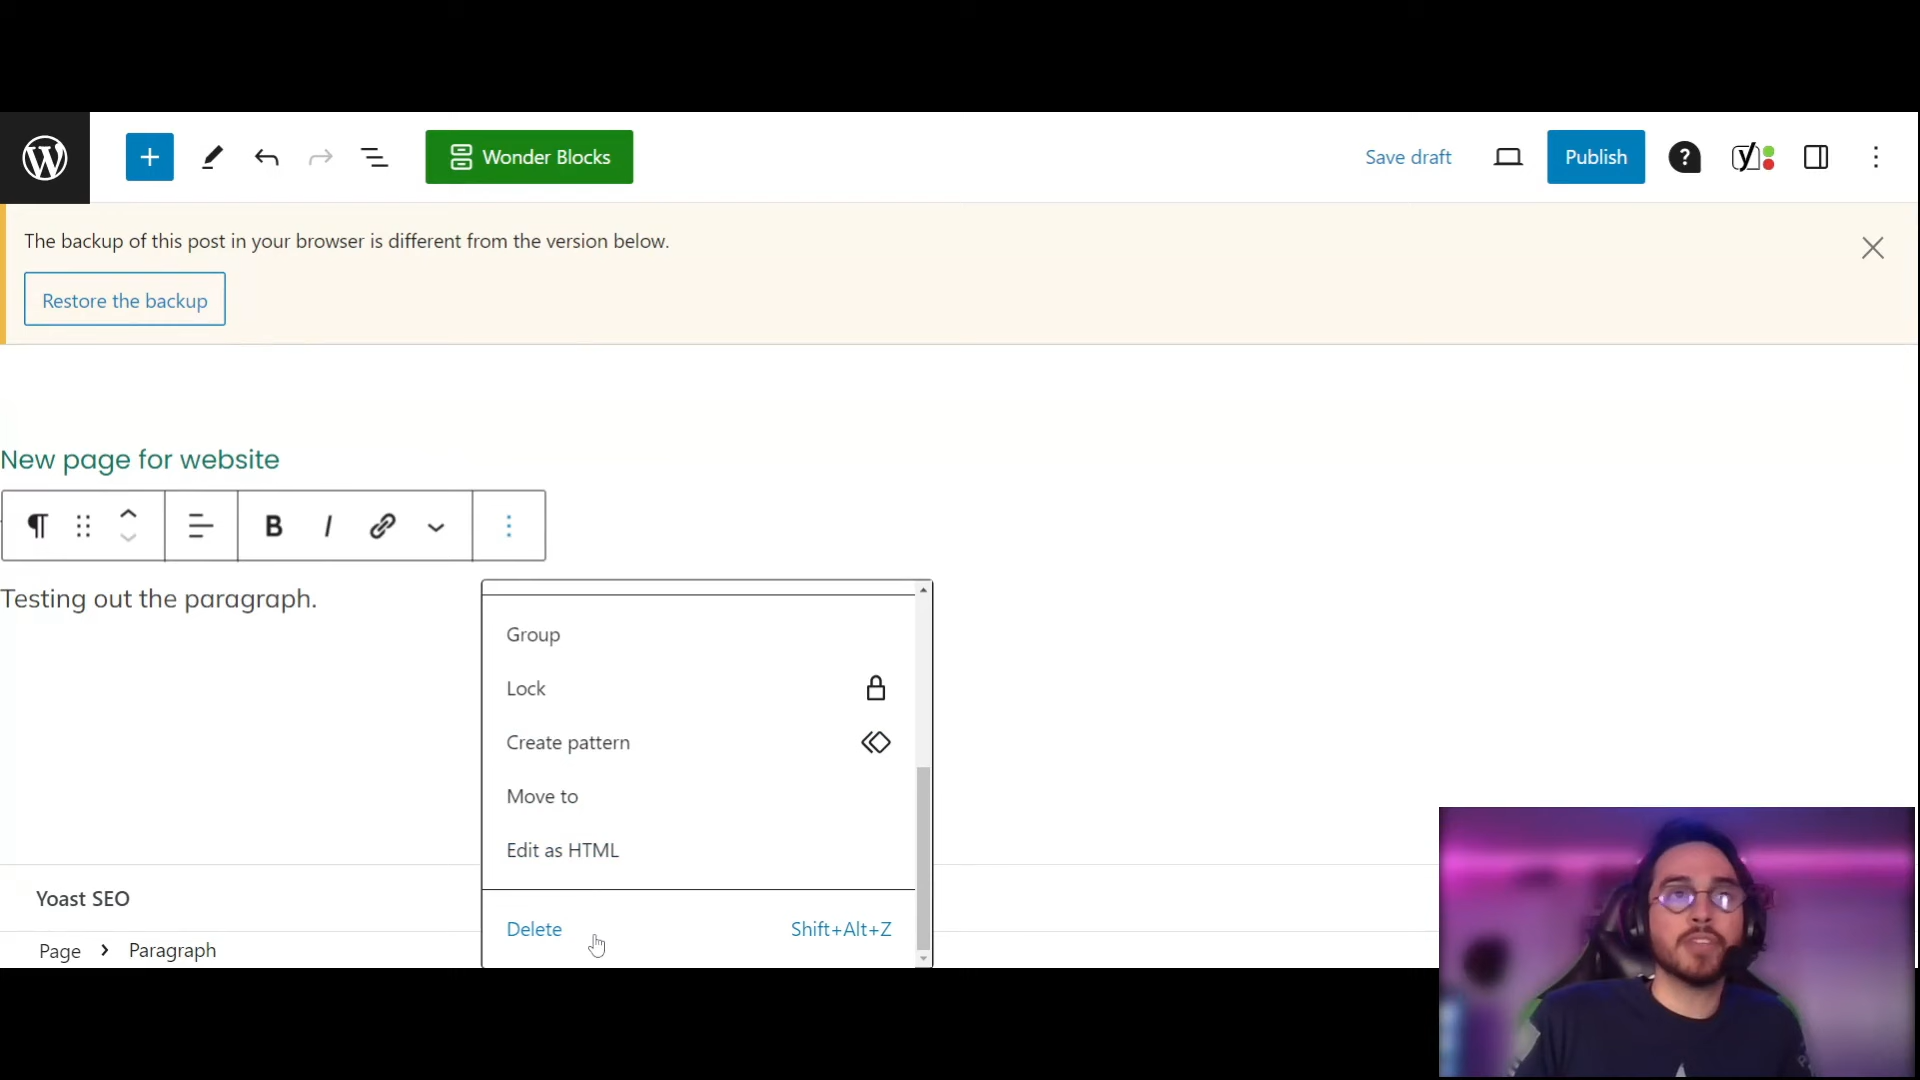 Wonder Blocks
Save draft
Publish
The backup of this post in your browser is different from the version below.
Restore the backup
New page for website
B I
Testing out the paragraph.
Group
Lock
Create pattern
Move to
Edit as HTML
Delete Shift+Alt+Z
Yoast SEO
Page > Paragraph